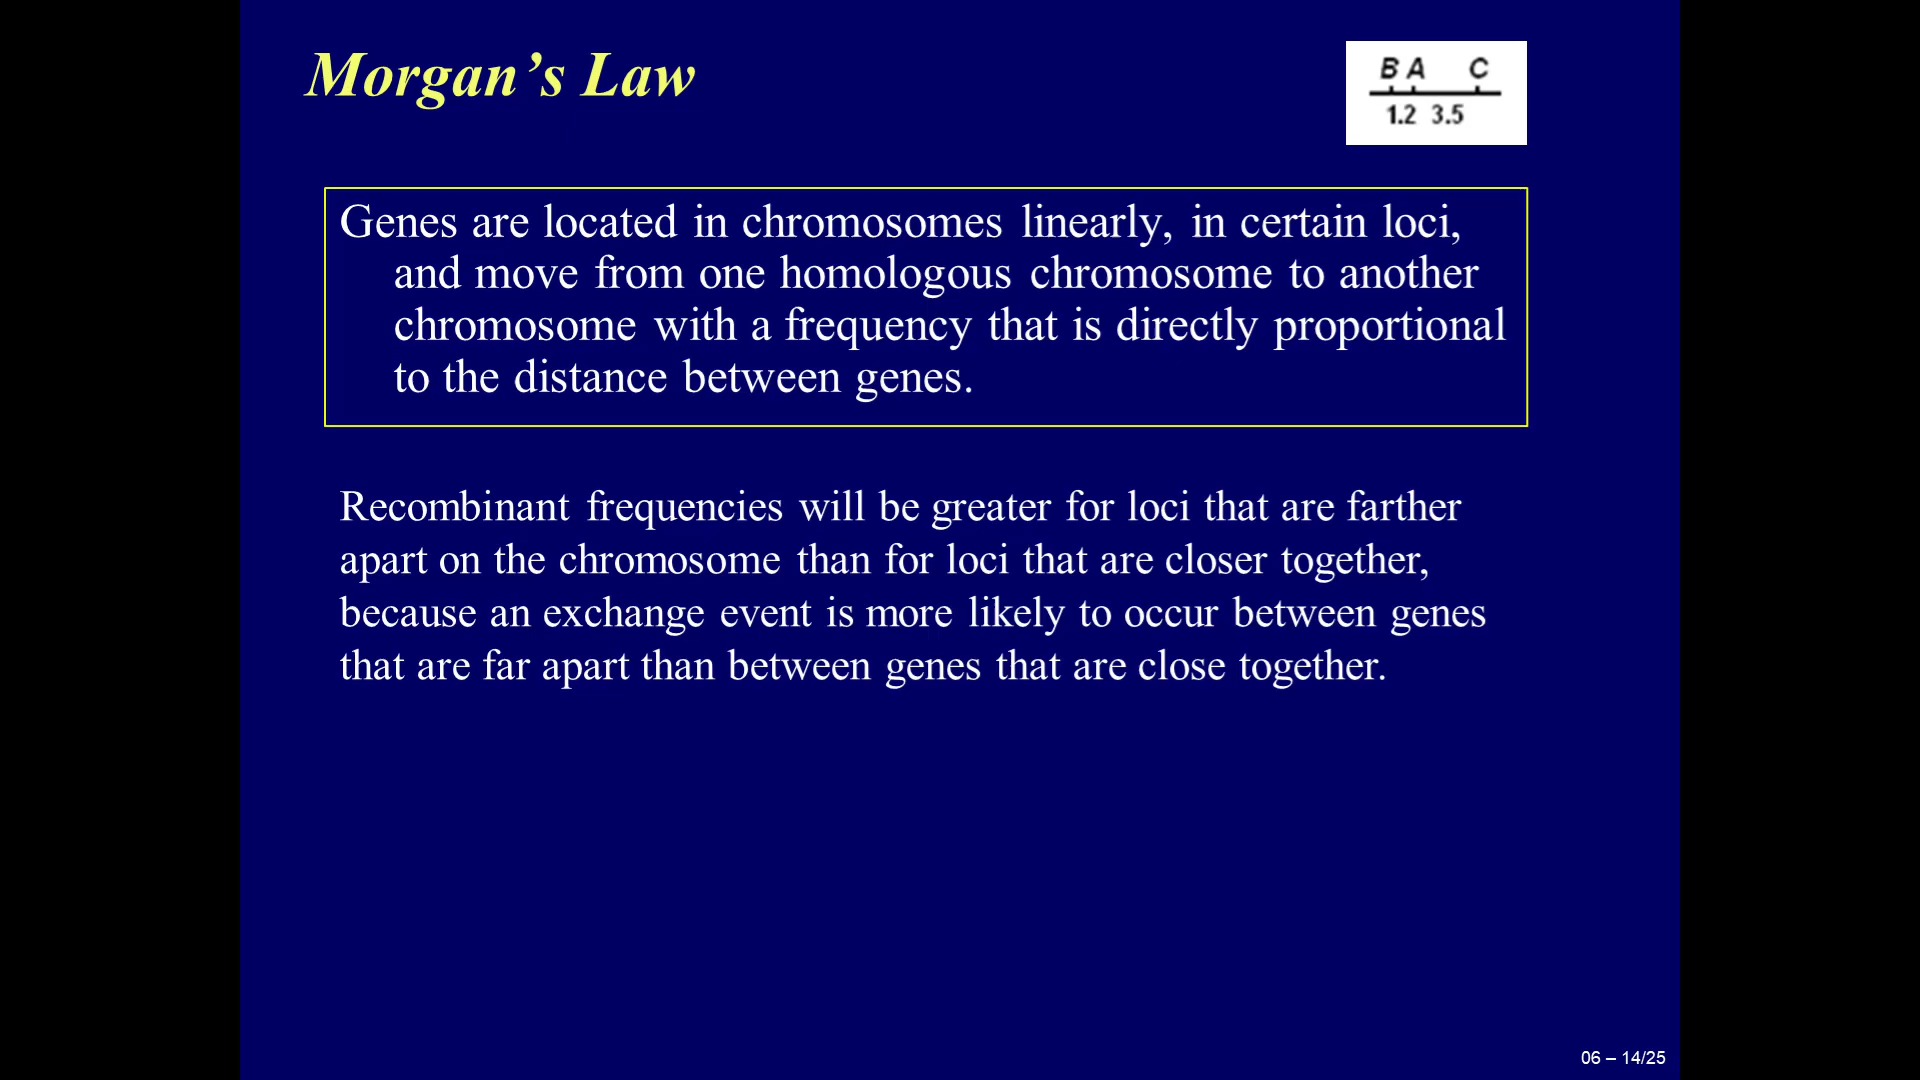 Morgan’s Law
B A C
1.2 3.5
Genes are located in chromosomes linearly, in certain loci,
and move from one homologous chromosome to another
chromosome with a frequency that is directly proportional
to the distance between genes.
Recombinant frequencies will be greater for loci that are farther
apart on the chromosome than for loci that are closer together,
because an exchange event is more likely to occur between genes
that are far apart than between genes that are close together.
06 – 14/25